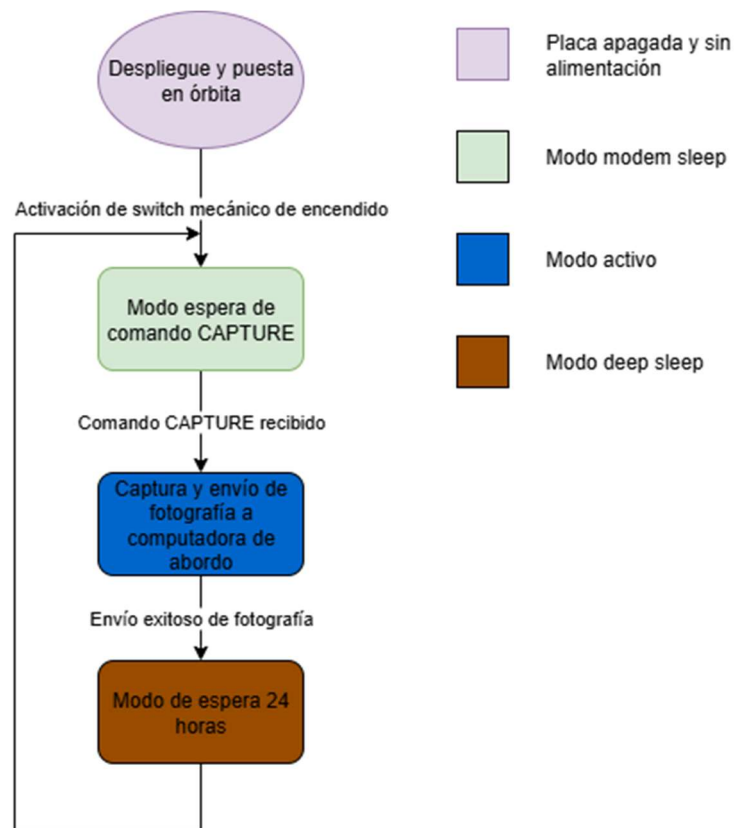 Despliegue y puesta
en órbita
Activación de switch mecánico de encendido
Modo espera de
comando CAPTURE
Comando CAPTURE recibido
Captura y envío de
fotografía a
computadora de
abordo
Envío exitoso de fotografía
Modo de espera 24
horas
Placa apagada y sin
alimentación
Modo modem sleep
Modo activo
Modo deep sleep